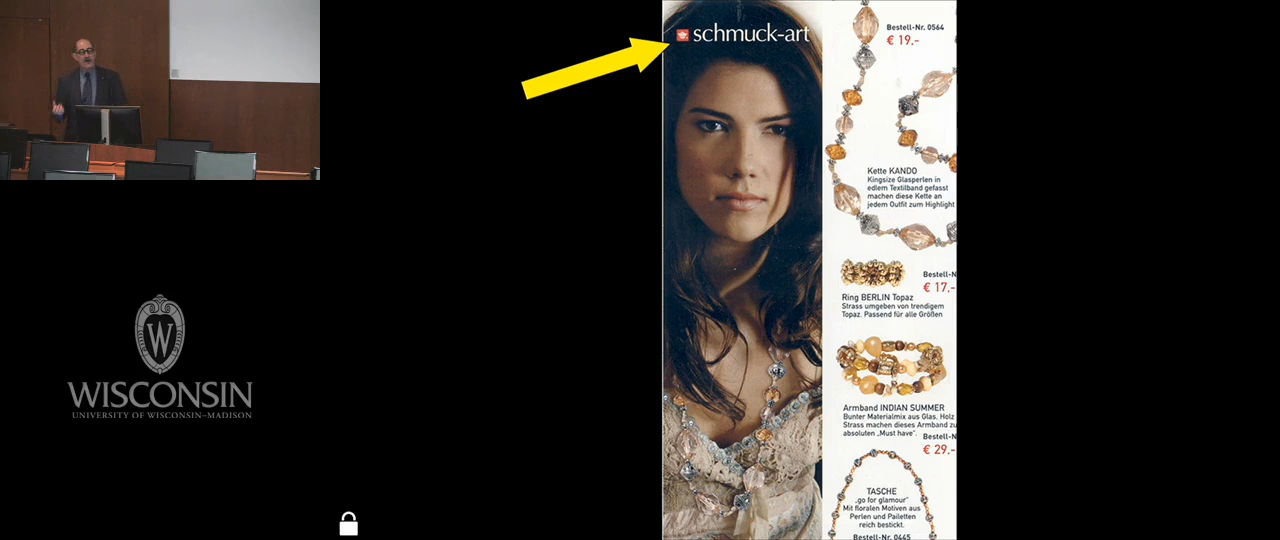 schmuck-art
Bestell-Nr. 0564
€ 19,-
Kette KANDO
Kingsize Glasperlen in
edlem Textilband gefasst
machen diese Kette an
jedem Outfit zum Highlight
Bestell-N
€ 17,-
Ring BERLIN Topaz
Strass umgeben von trendigem
Topaz. Passend für alle Größen
Armband INDIAN SUMMER
Bunter Materialmix aus Glas, Holz
Strass machen dieses Armband zu
absoluten „Must have“.
Bestell-N
€ 29,-
TASCHE
„go for glamour“
Mit floralen Motiven aus
Perlen und Pailetten
reich bestickt.
Bestell-Nr. 0445
W
WISCONSIN
UNIVERSITY OF WISCONSIN–MADISON